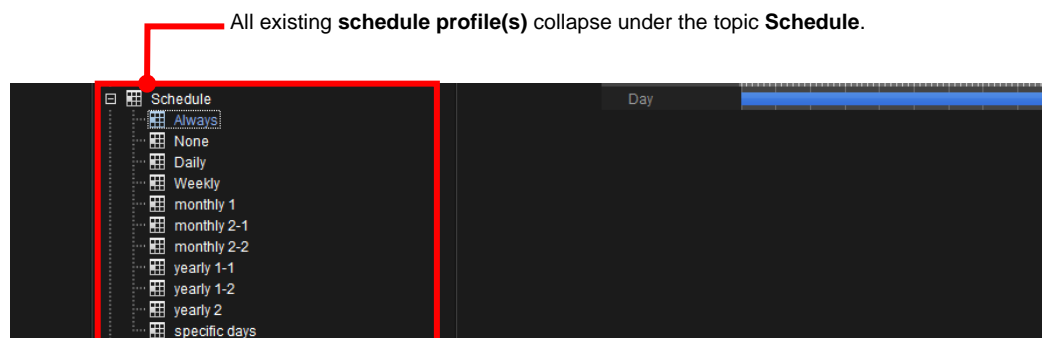 All existing schedule profile(s) collapse under the topic Schedule.
Schedule
Day
Always
None
Daily
Weekly
monthly 1
monthly 2-1
monthly 2-2
yearly 1-1
yearly 1-2
yearly 2
specific days